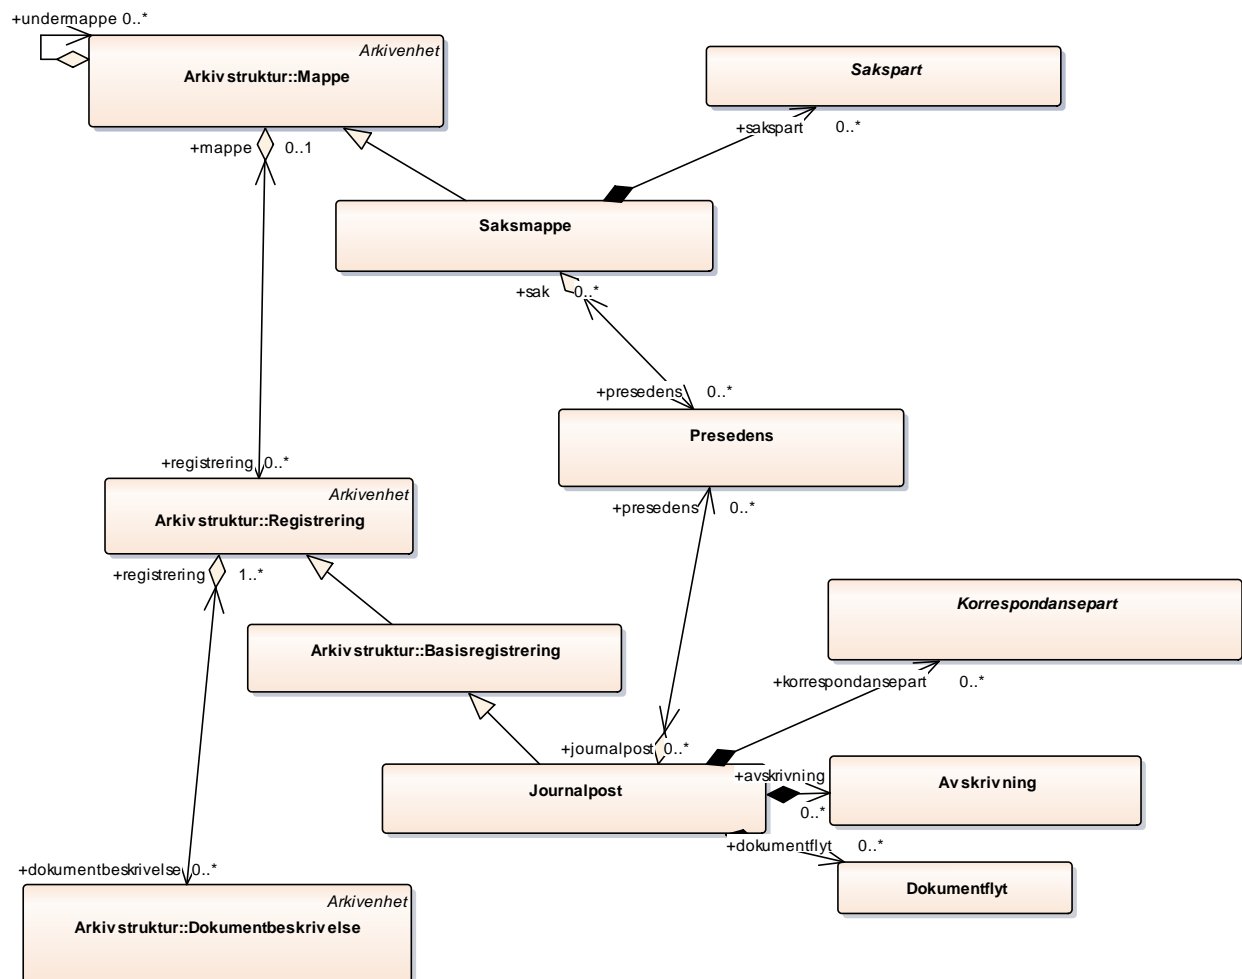 +undermappe 0..*
Arkivenhet
Arkivstruktur::Mappe
Sakspart
+sakspart 0..*
+mappe 0..1
Saksmappe
+sak 0..*
+presedens 0..*
Presedens
+registrering 0..*
Arkivenhet
Arkivstruktur::Registrering
+presedens 0..*
+registrering 1..*
Korrespondansepart
Arkivstruktur::Basisregistrering
+korrespondansepart 0..*
+journalpost 0..*
+avskrivning
Journalpost
Avskrivning
0..*
+dokumentflyt 0..*
+dokumentbeskrivelse 0..*
Dokumentflyt
Arkivenhet
Arkivstruktur::Dokumentbeskrivelse